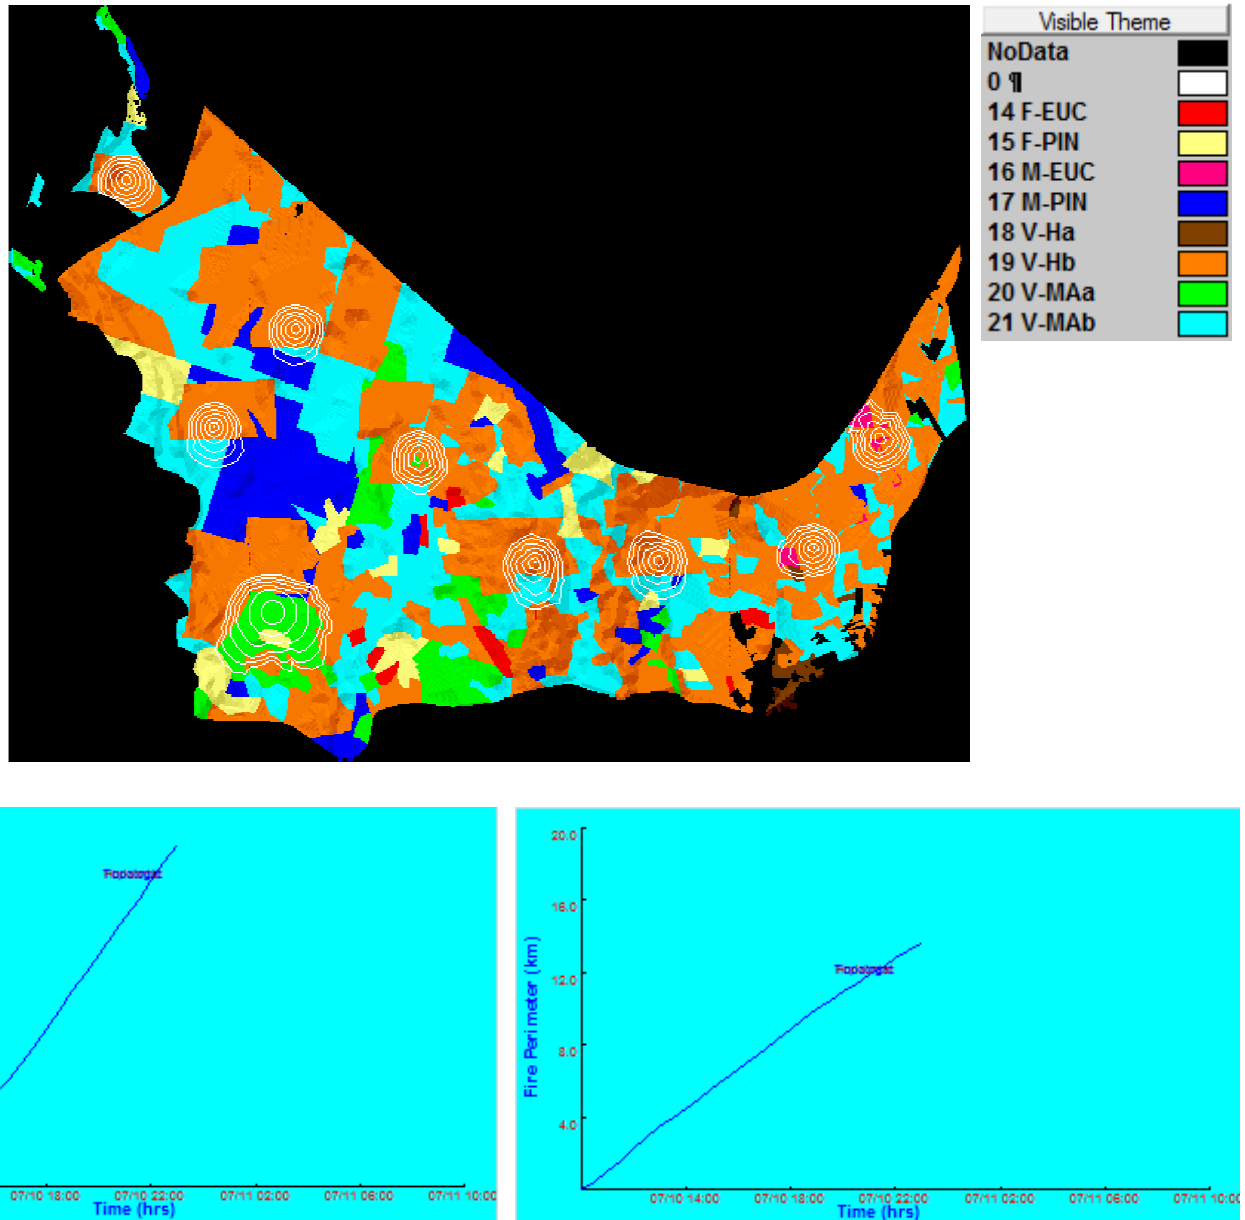 Visible Theme
NoData
0 ¶
14 F-EUC
15 F-PIN
16 M-EUC
17 M-PIN
18 V-Ha
19 V-Hb
20 V-MAa
21 V-MAb
07/10 18:00 07/10 22:00 07/11 02:00 07/11 06:00 07/11 10:00
Time (hrs)
Fire Perimeter (km)
20.0
16.0
12.0
8.0
4.0
07/10 14:00 07/10 18:00 07/10 22:00 07/11 02:00 07/11 06:00 07/11 10:00
Time (hrs)